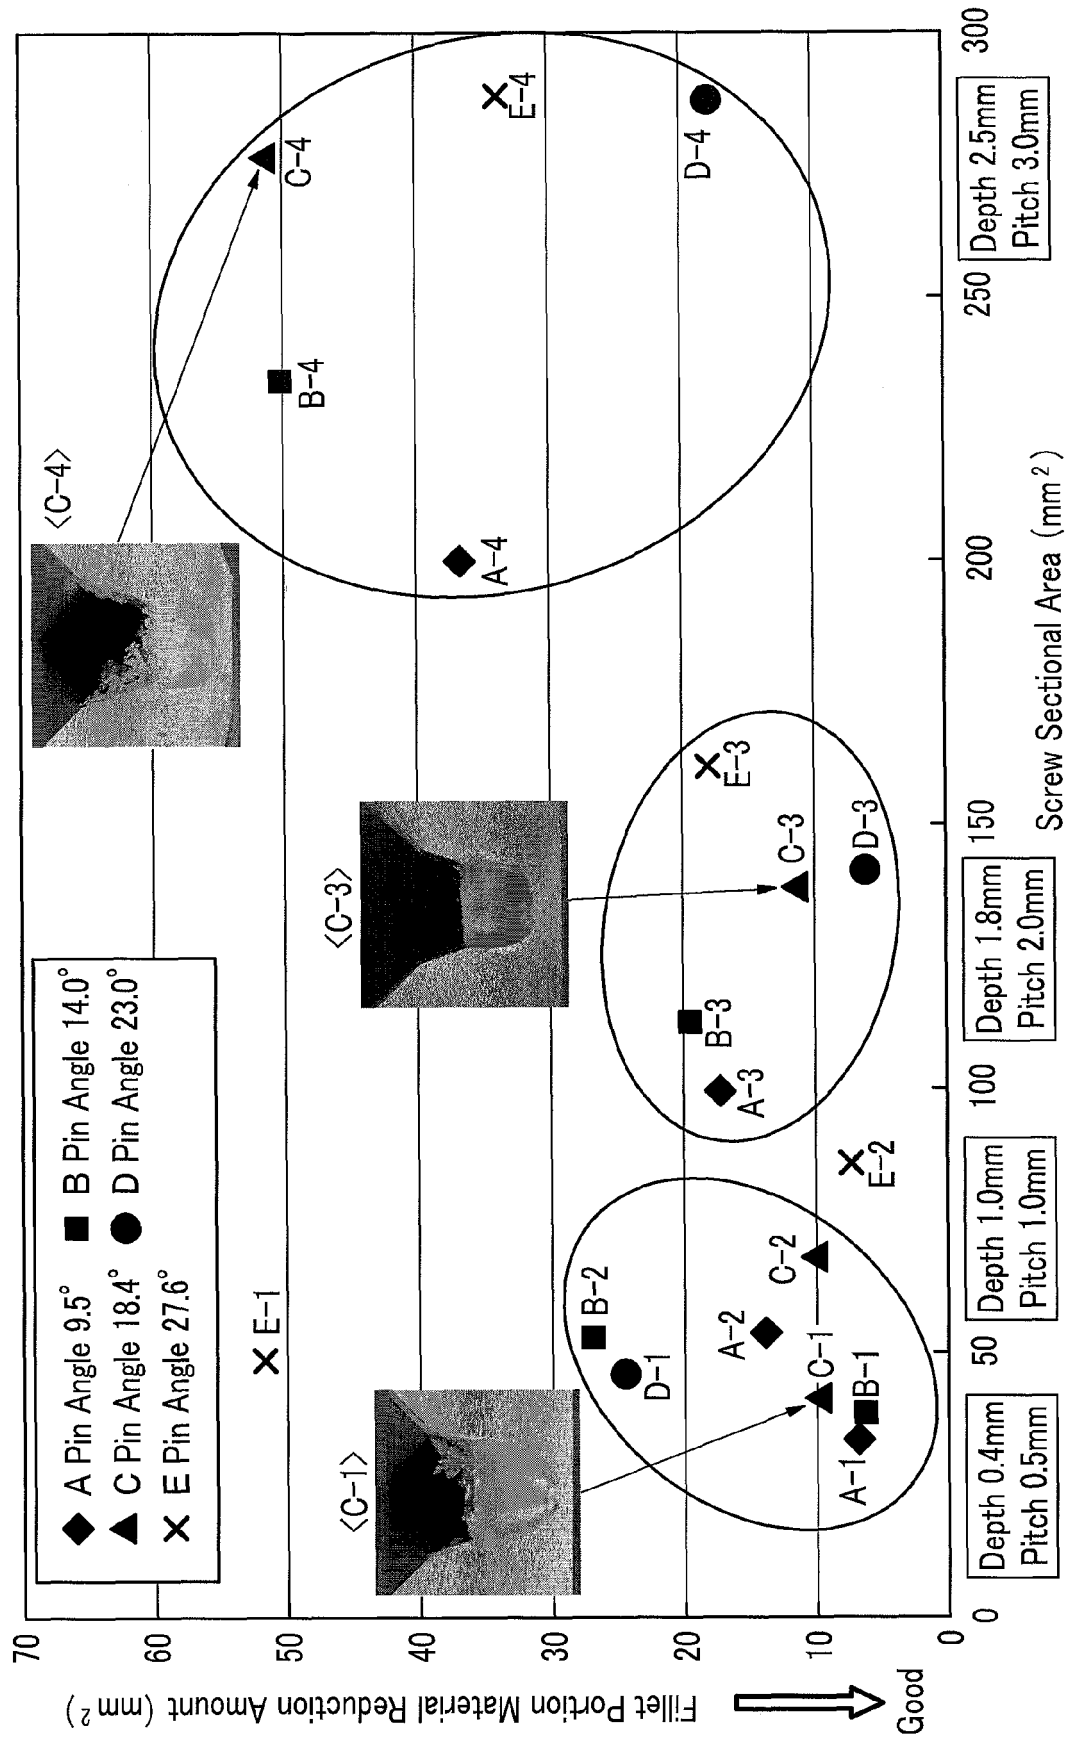 Fillet Portion Material Reduction Amount (mm²)
Good
70
60
50
40
30
20
10
0
◆ A Pin Angle 9.5° ■ B Pin Angle 14.0°
▲ C Pin Angle 18.4° ● D Pin Angle 23.0°
× E Pin Angle 27.6°
<C-1>
<C-3>
<C-4>
E-1
B-2
D-1
A-2
C-2
C-1
B-1
A-1
E-2
A-3
B-3
C-3
D-3
E-3
A-4
B-4
C-4
E-4
D-4
0
50
100
150
200
250
300
Screw Sectional Area (mm²)
Depth 0.4mm
Pitch 0.5mm
Depth 1.0mm
Pitch 1.0mm
Depth 1.8mm
Pitch 2.0mm
Depth 2.5mm
Pitch 3.0mm